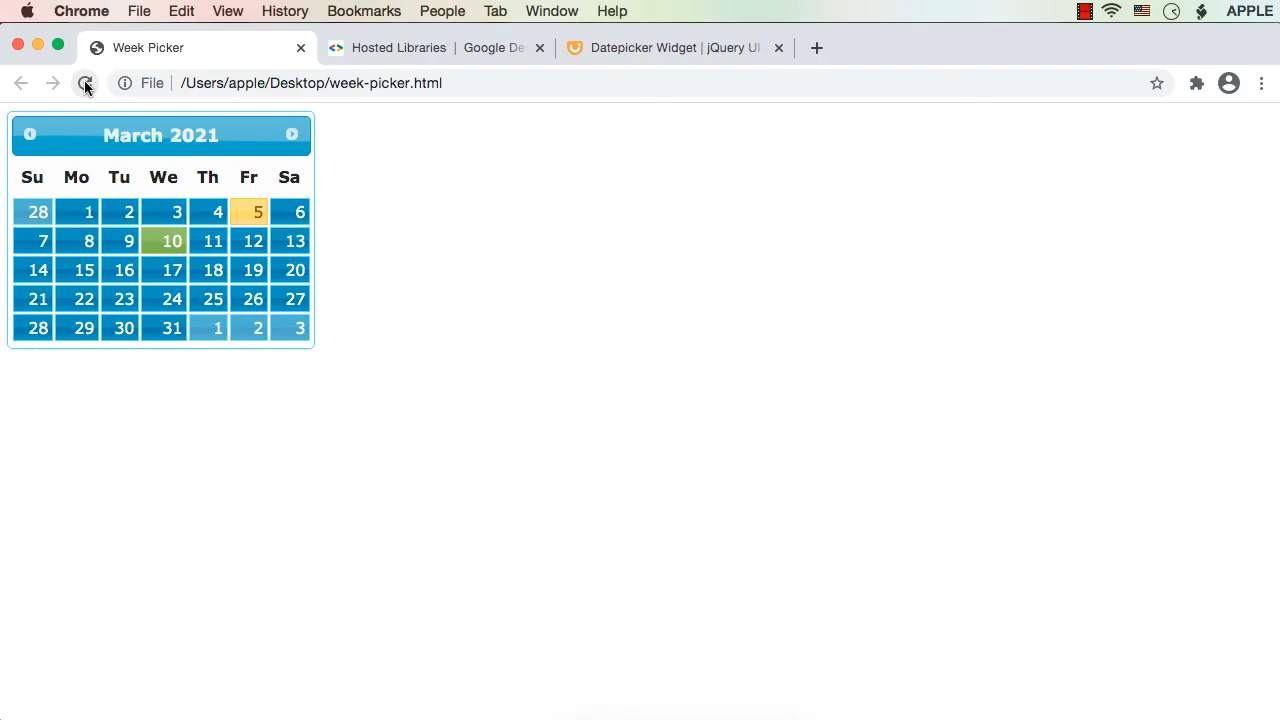 Chrome File Edit View History Bookmarks People Tab Window Help APPLE
Week Picker Hosted Libraries | Google De Datepicker Widget | jQuery UI
File /Users/apple/Desktop/week-picker.html
March 2021
Su Mo Tu We Th Fr Sa
28 1 2 3 4 5 6
7 8 9 10 11 12 13
14 15 16 17 18 19 20
21 22 23 24 25 26 27
28 29 30 31 1 2 3